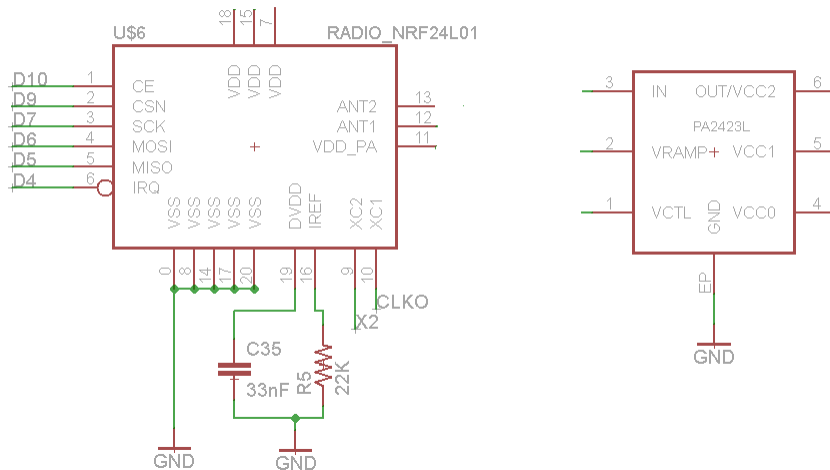 U$6
RADIO_NRF24L01
18
15
7
VDD
VDD
VDD
D10 1 CE
D9 2 CSN
D7 3 SCK
D6 4 MOSI
D5 5 MISO
D4 6 IRQ
ANT2 13
ANT1 12
VDD_PA 11
VSS
VSS
VSS
VSS
VSS
DVDD
IREF
XC2
XC1
0
8
14
17
20
19
16
9
10
CLKO
X2
C35
33nF
R5
22K
GND
GND
3 IN
OUT/VCC2 6
PA2423L
2 VRAMP
VCC1 5
1 VCTL
VCC0 4
GND
EP
GND